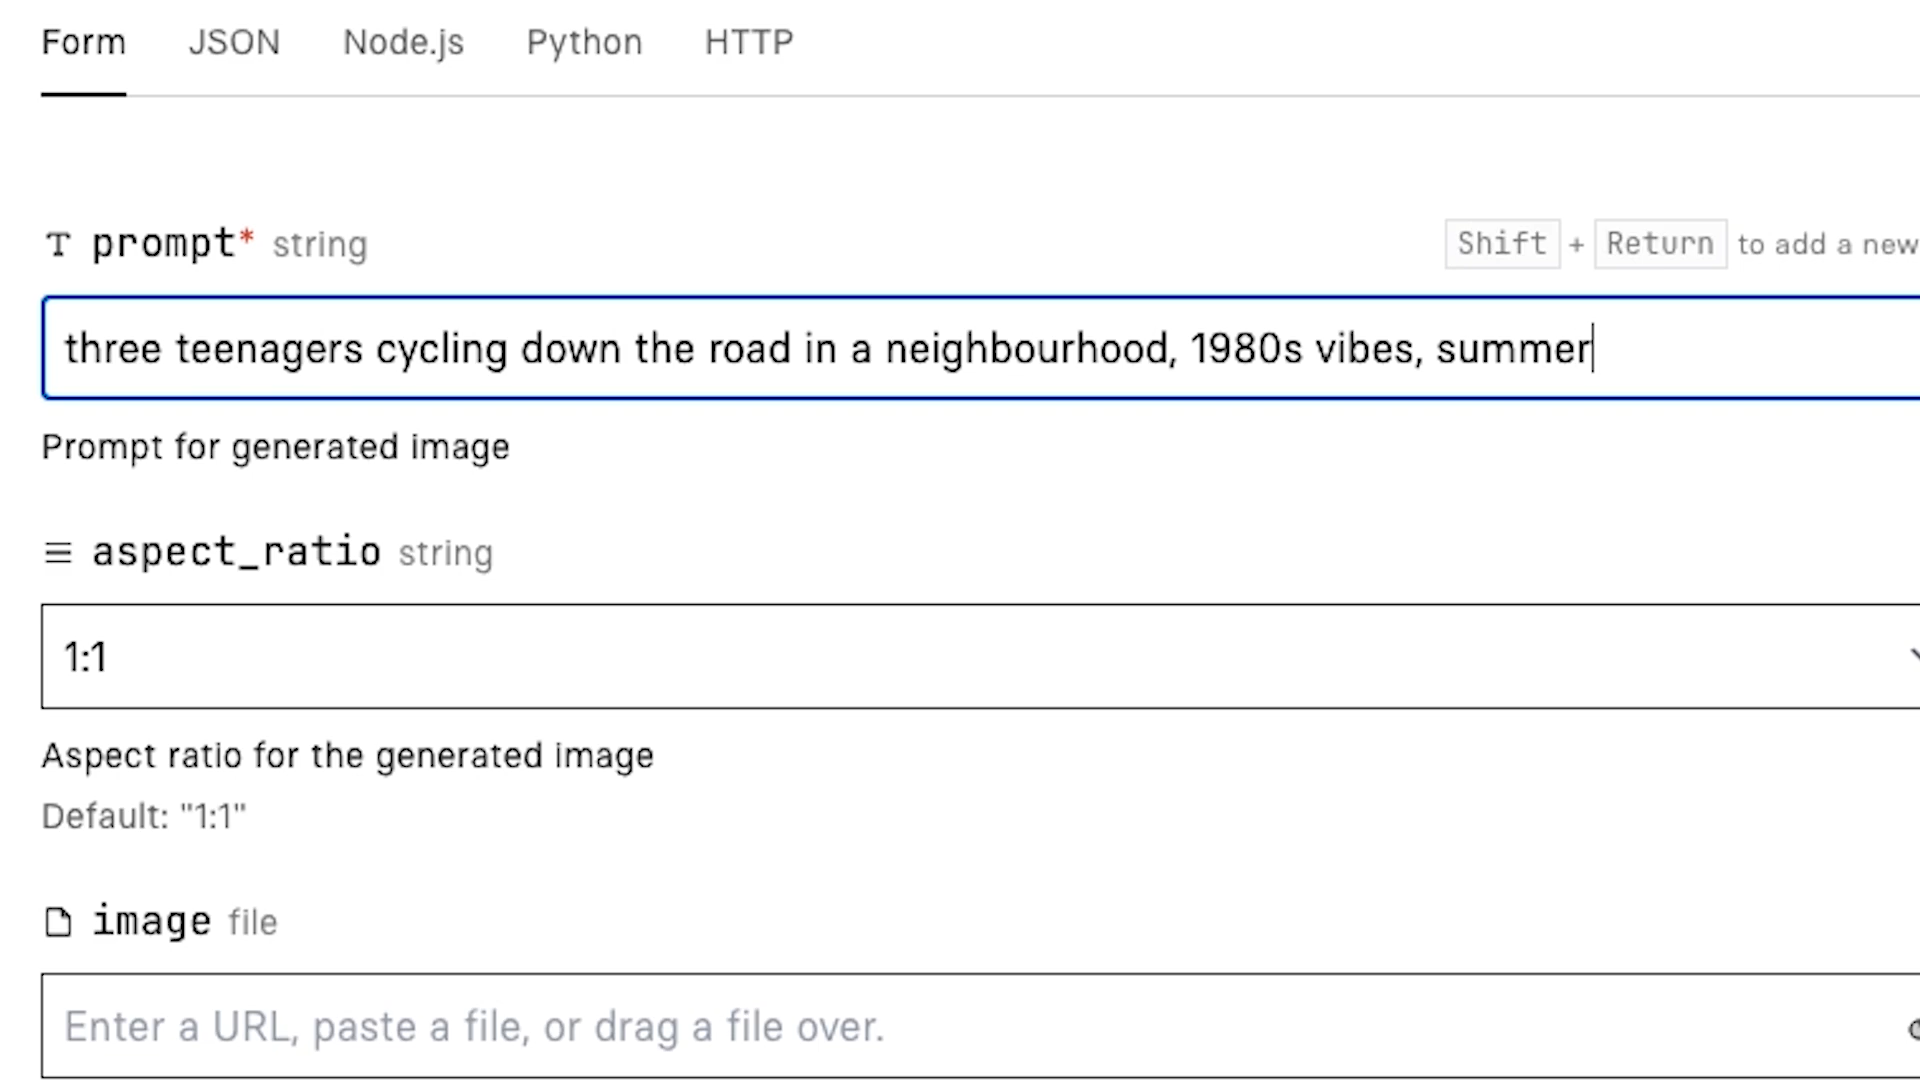 Form JSON Node.js Python HTTP
prompt* string Shift + Return to add a new
three teenagers cycling down the road in a neighbourhood, 1980s vibes, summer
Prompt for generated image
aspect_ratio string
1:1
Aspect ratio for the generated image
Default: "1:1"
image file
Enter a URL, paste a file, or drag a file over.